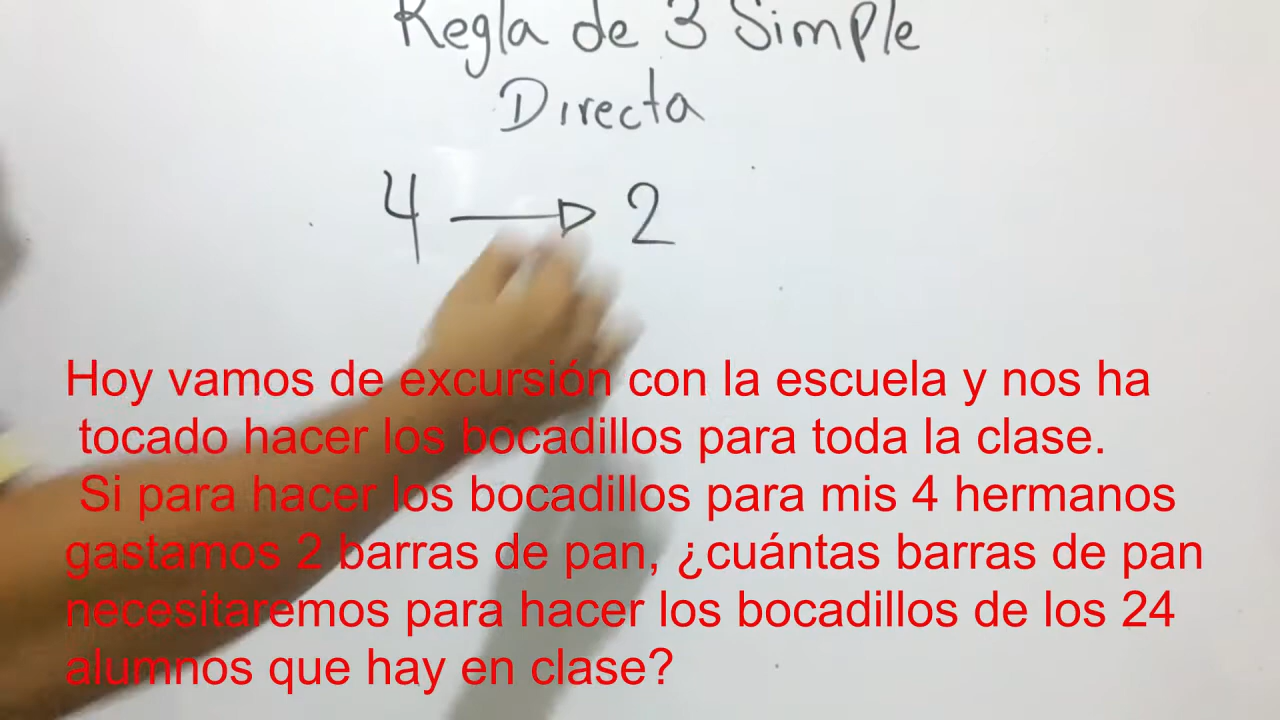 Regla de 3 Simple
Directa
4 → 2
Hoy vamos de excursión con la escuela y nos ha
tocado hacer los bocadillos para toda la clase.
Si para hacer los bocadillos para mis 4 hermanos
gastamos 2 barras de pan, ¿cuántas barras de pan
necesitaremos para hacer los bocadillos de los 24
alumnos que hay en clase?